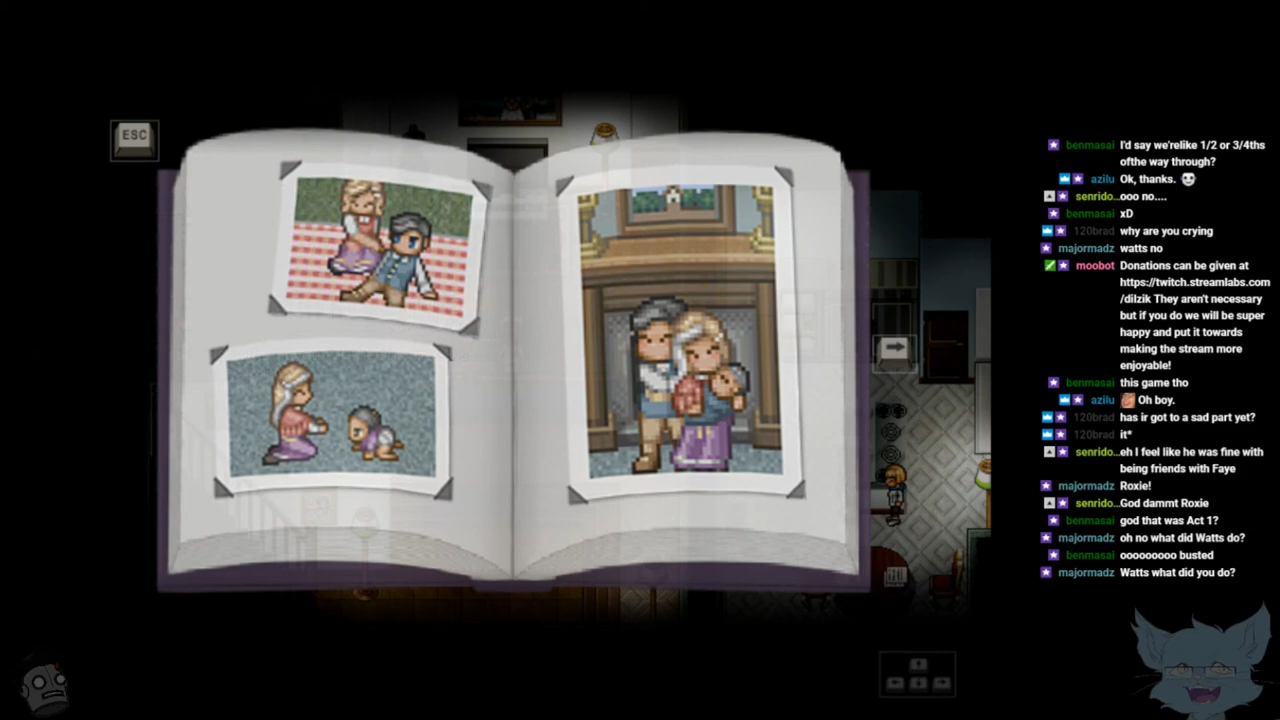 ESC
benmasai I'd say we'relike 1/2 or 3/4ths
ofthe way through?
azilu Ok, thanks.
senrido...ooo no....
benmasai xD
120brad why are you crying
majormadz watts no
moobot Donations can be given at
https://twitch.streamlabs.com
/dilzik They aren't necessary
but if you do we will be super
happy and put it towards
making the stream more
enjoyable!
benmasai this game tho
azilu Oh boy.
120brad has ir got to a sad part yet?
120brad it*
senrido...eh I feel like he was fine with
being friends with Faye
majormadz Roxie!
senrido...God dammt Roxie
benmasai god that was Act 1?
majormadz oh no what did Watts do?
benmasai ooooooooo busted
majormadz Watts what did you do?